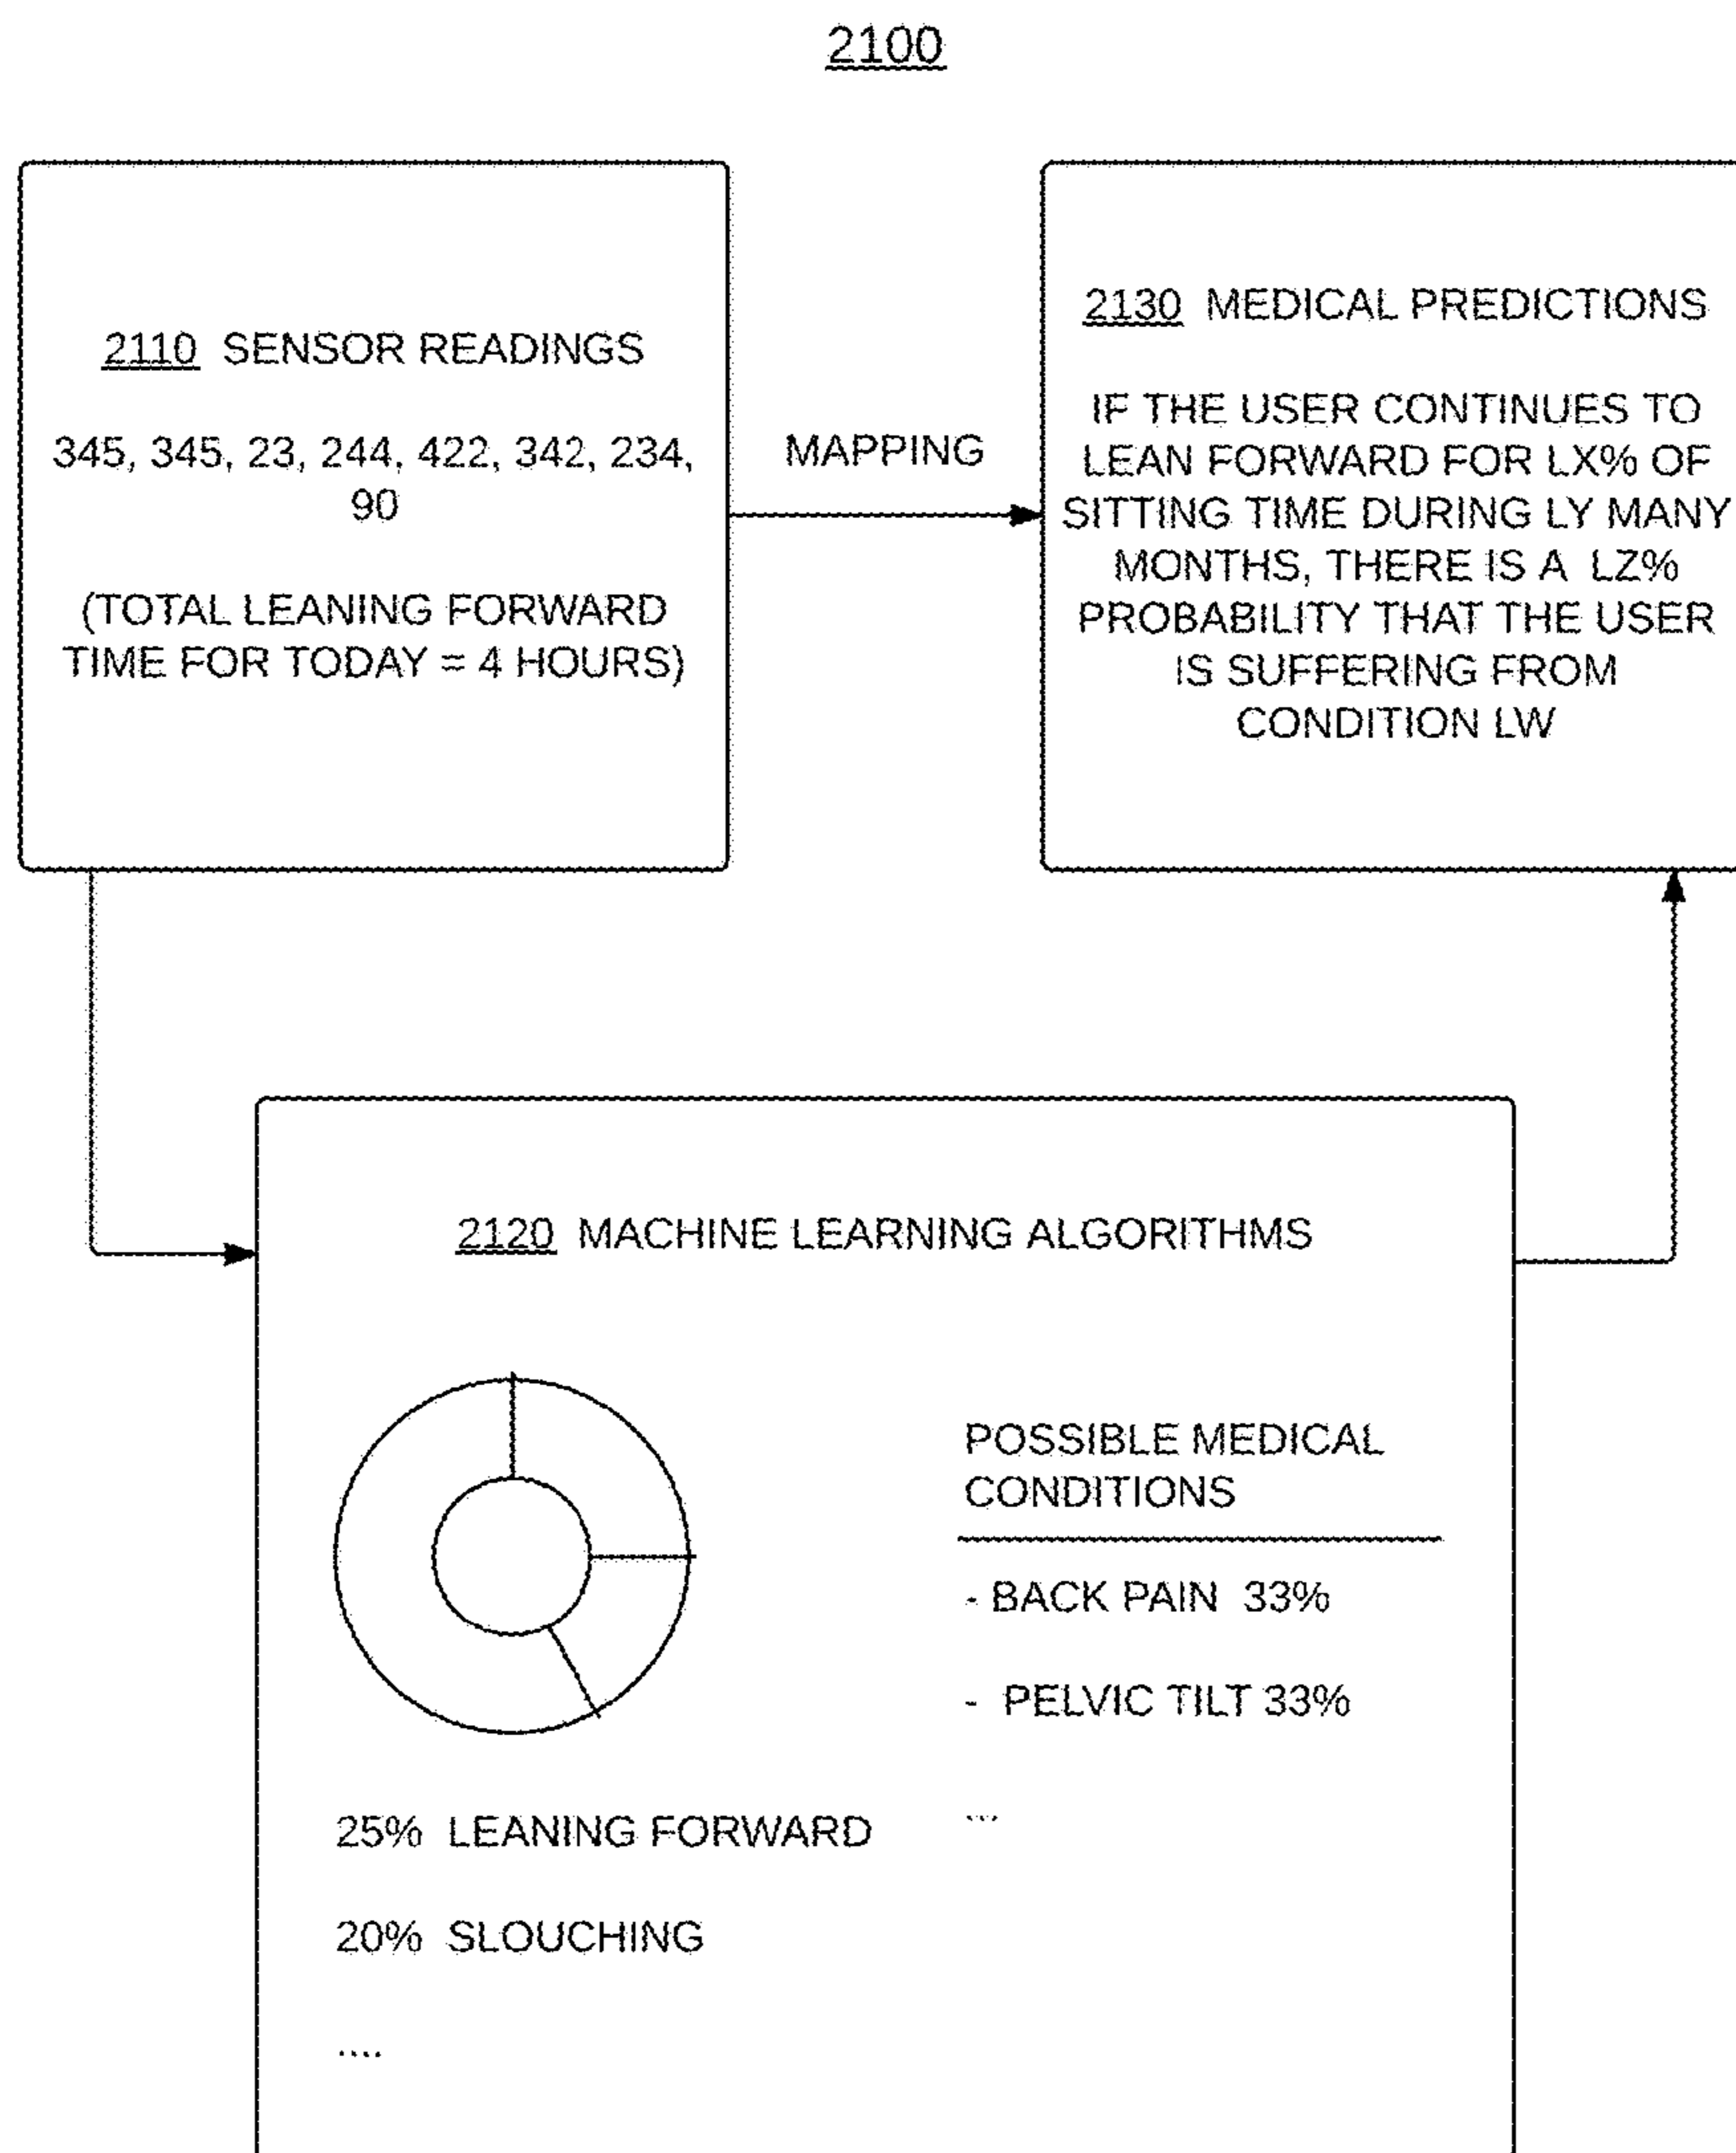 2100
2110 SENSOR READINGS
345, 345, 23, 244, 422, 342, 234,
90
(TOTAL LEANING FORWARD
TIME FOR TODAY = 4 HOURS)
MAPPING
2130 MEDICAL PREDICTIONS
IF THE USER CONTINUES TO
LEAN FORWARD FOR LX% OF
SITTING TIME DURING LY MANY
MONTHS, THERE IS A LZ%
PROBABILITY THAT THE USER
IS SUFFERING FROM
CONDITION LW
2120 MACHINE LEARNING ALGORITHMS
25% LEANING FORWARD
20% SLOUCHING
....
POSSIBLE MEDICAL
CONDITIONS
- BACK PAIN 33%
- PELVIC TILT 33%
...